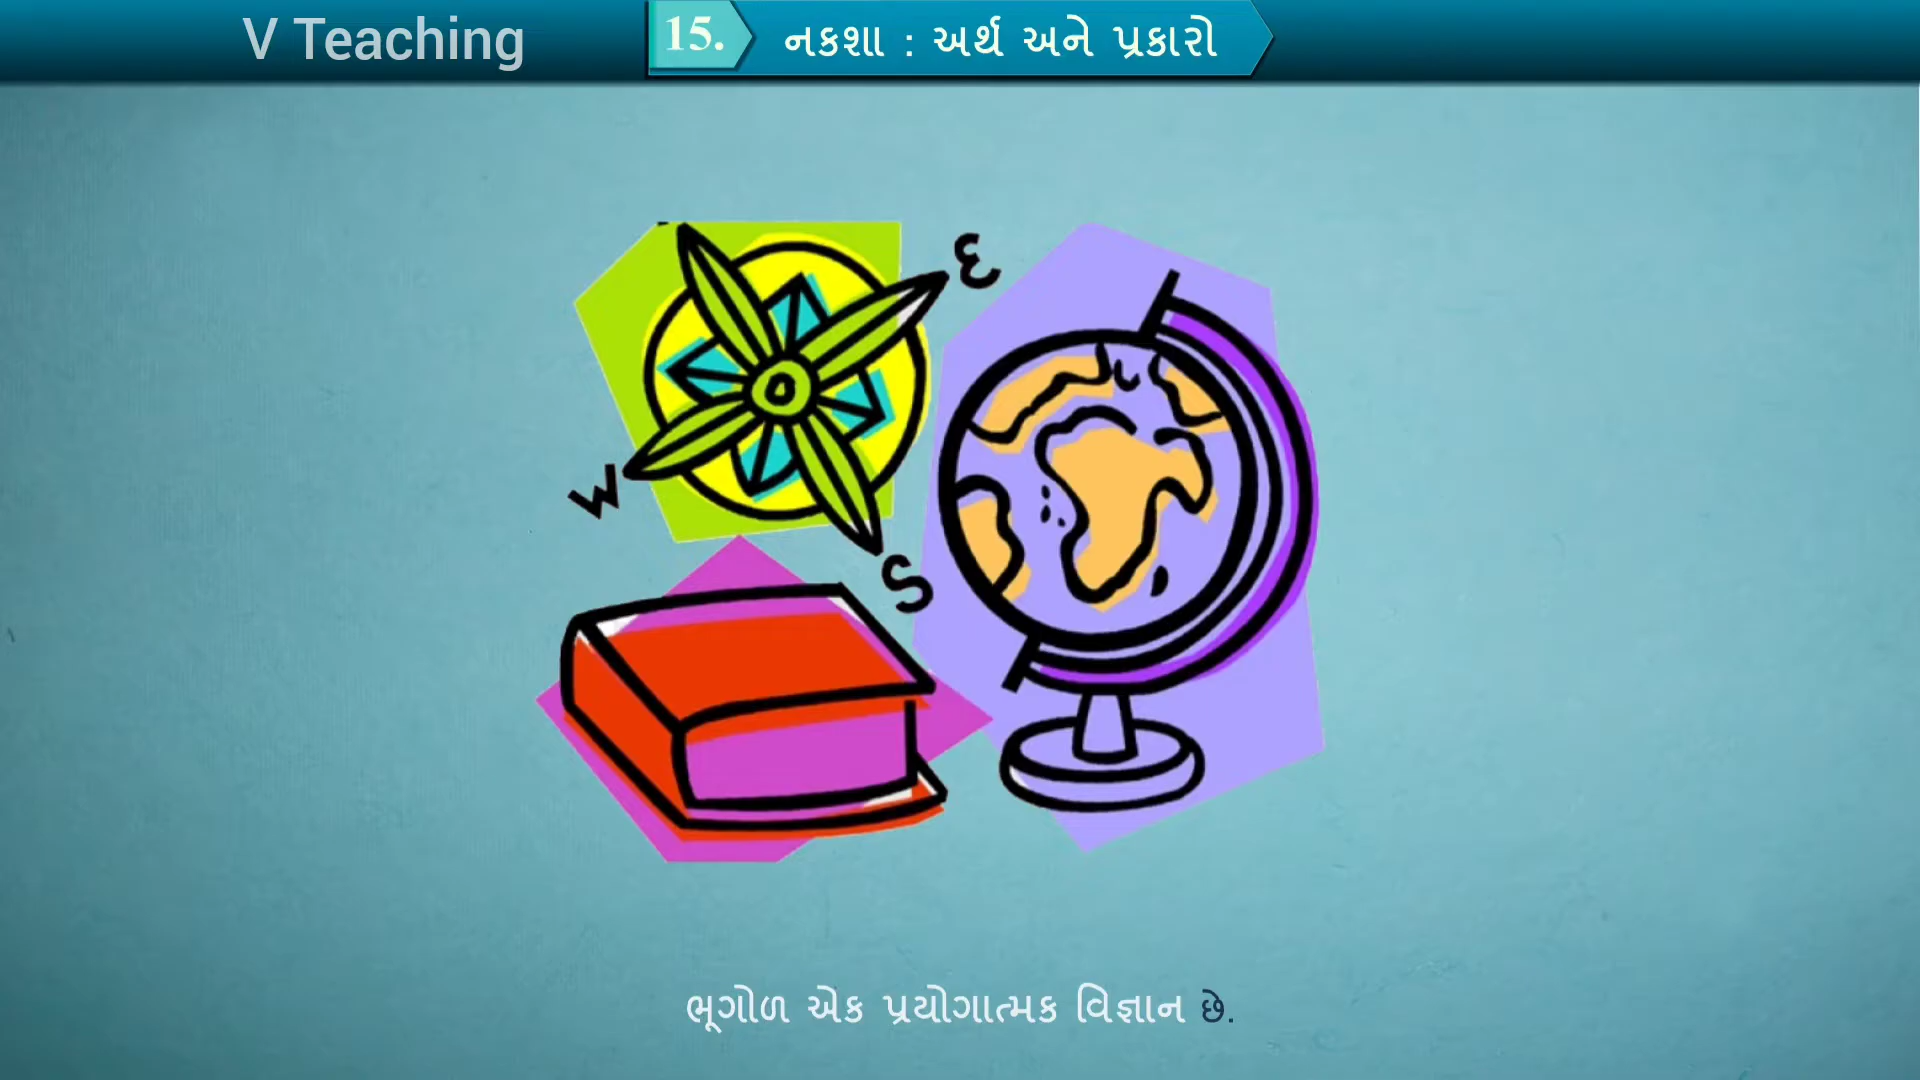 V Teaching
15. નકશા : અર્થ અને પ્રકારો
E
W
S
ભૂગોળ એક પ્રયોગાત્મક વિજ્ઞાન છે.